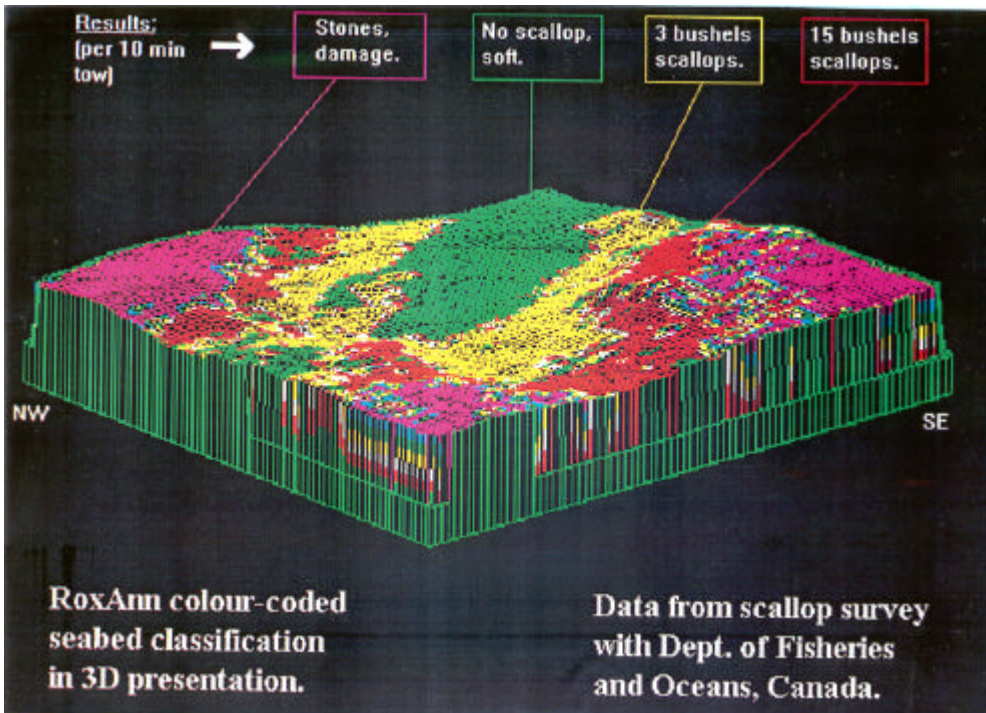 Results:
(per 10 min
tow)
Stones,
damage.
No scallop,
soft.
3 bushels
scallops.
15 bushels
scallops.
NW
SE
RoxAnn colour-coded
seabed classification
in 3D presentation.
Data from scallop survey
with Dept. of Fisheries
and Oceans, Canada.